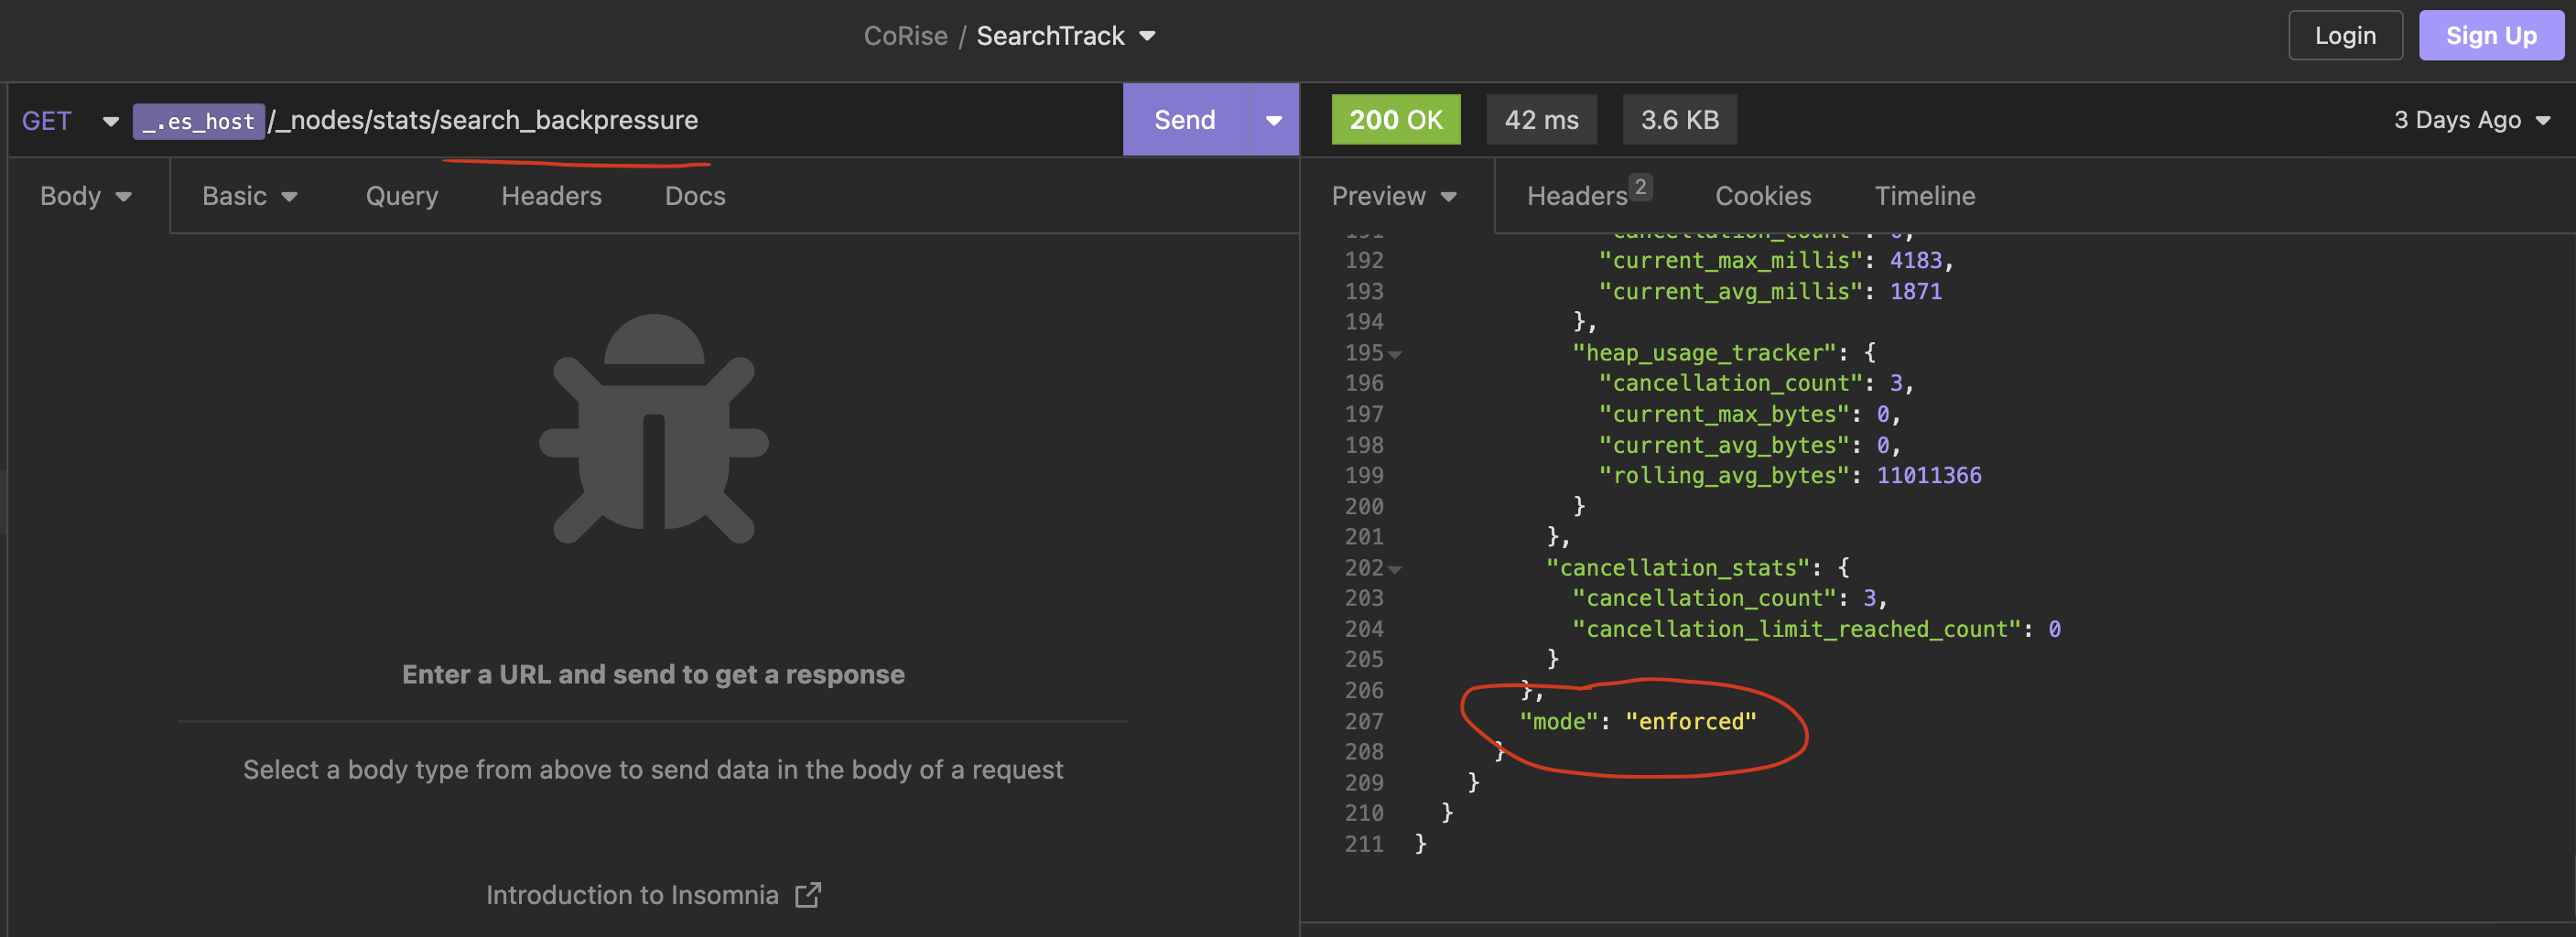 CoRise / SearchTrack
Login
Sign Up
GET _.es_host/_nodes/stats/search_backpressure
Send
200 OK
42 ms
3.6 KB
3 Days Ago
Body
Basic
Query
Headers
Docs
Preview
Headers 2
Cookies
Timeline
Enter a URL and send to get a response
Select a body type from above to send data in the body of a request
Introduction to Insomnia
191 "cancellation_count": 0,
192 "current_max_millis": 4183,
193 "current_avg_millis": 1871
194 },
195 "heap_usage_tracker": {
196 "cancellation_count": 3,
197 "current_max_bytes": 0,
198 "current_avg_bytes": 0,
199 "rolling_avg_bytes": 11011366
200 }
201 },
202 "cancellation_stats": {
203 "cancellation_count": 3,
204 "cancellation_limit_reached_count": 0
205 }
206 },
207 "mode": "enforced"
208 }
209 }
210 }
211 }